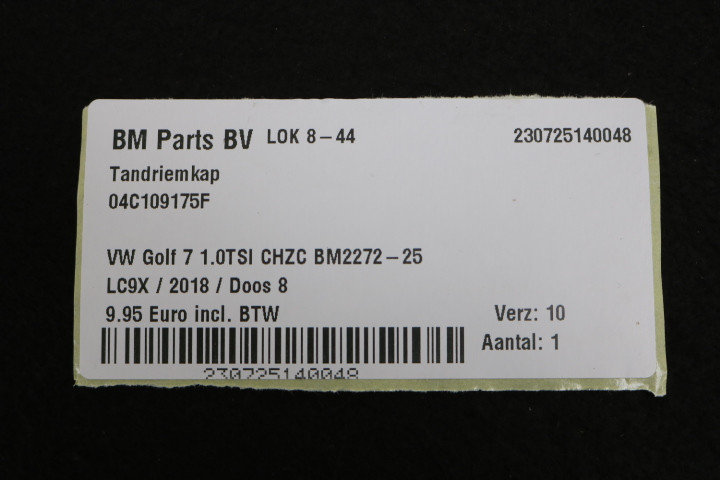 BM Parts BV LOK 8-44 230725140048
Tandriemkap
04C109175F
VW Golf 7 1.0TSI CHZC BM2272-25
LC9X / 2018 / Doos 8
9.95 Euro incl. BTW Verz: 10
Aantal: 1
230725140048